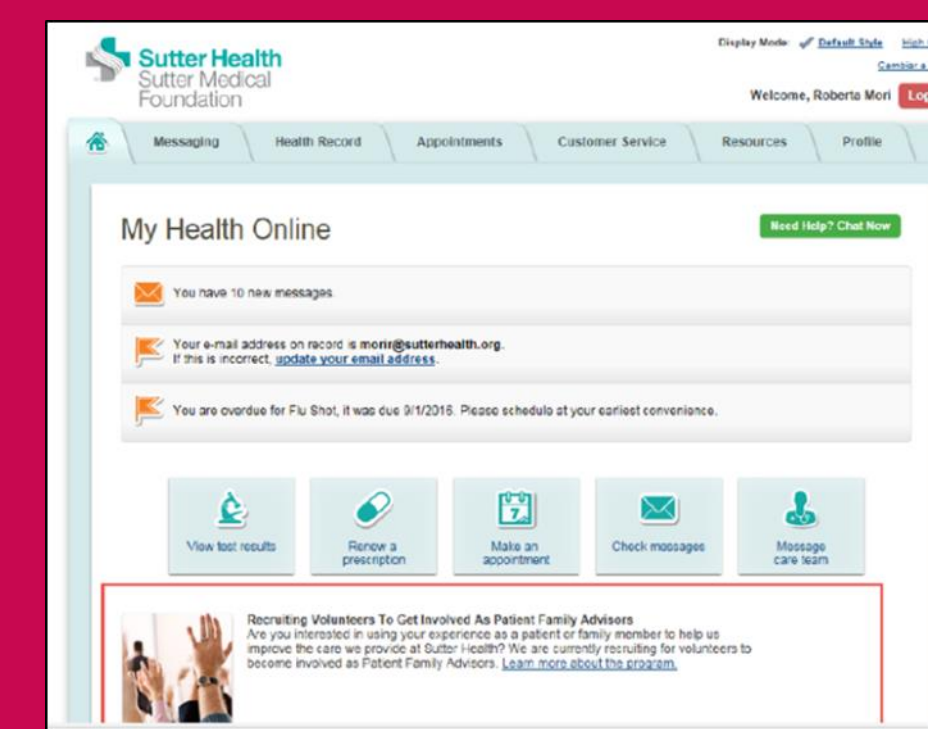 Sutter Health
Sutter Medical
Foundation
Display Mode: Default Style High
Cambiar a
Welcome, Roberta Mori Log
Messaging Health Record Appointments Customer Service Resources Profile
My Health Online
Need Help? Chat Now
You have 10 new messages
Your e-mail address on record is morir@sutterhealth.org.
If this is incorrect, update your email address.
You are overdue for Flu Shot, it was due 9/1/2016. Please schedule at your earliest convenience.
View test results
Renew a
prescription
7
Make an
appointment
Check messages
Message
care team
Recruiting Volunteers To Get Involved As Patient Family Advisors
Are you interested in using your experience as a patient or family member to help us
improve the care we provide at Sutter Health? We are currently recruiting for volunteers to
become involved as Patient Family Advisors. Learn more about the program.